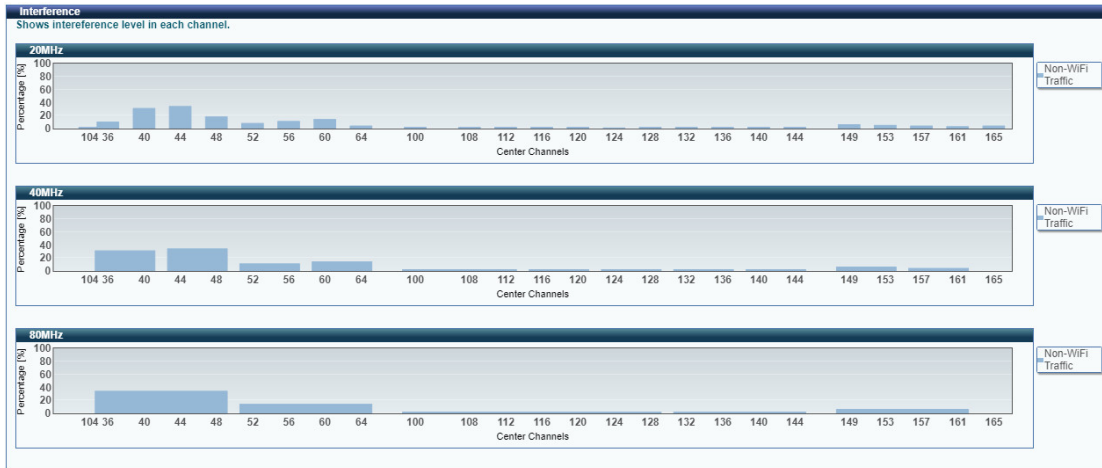 Interference
Shows intereference level in each channel.
20MHz
Percentage [%]
100
80
60
40
20
0
104 36 40 44 48 52 56 60 64 100 108 112 116 120 124 128 132 136 140 144 149 153 157 161 165
Center Channels
Non-WiFi
Traffic
40MHz
Percentage [%]
100
80
60
40
20
0
104 36 40 44 48 52 56 60 64 100 108 112 116 120 124 128 132 136 140 144 149 153 157 161 165
Center Channels
Non-WiFi
Traffic
80MHz
Percentage [%]
100
80
60
40
20
0
104 36 40 44 48 52 56 60 64 100 108 112 116 120 124 128 132 136 140 144 149 153 157 161 165
Center Channels
Non-WiFi
Traffic